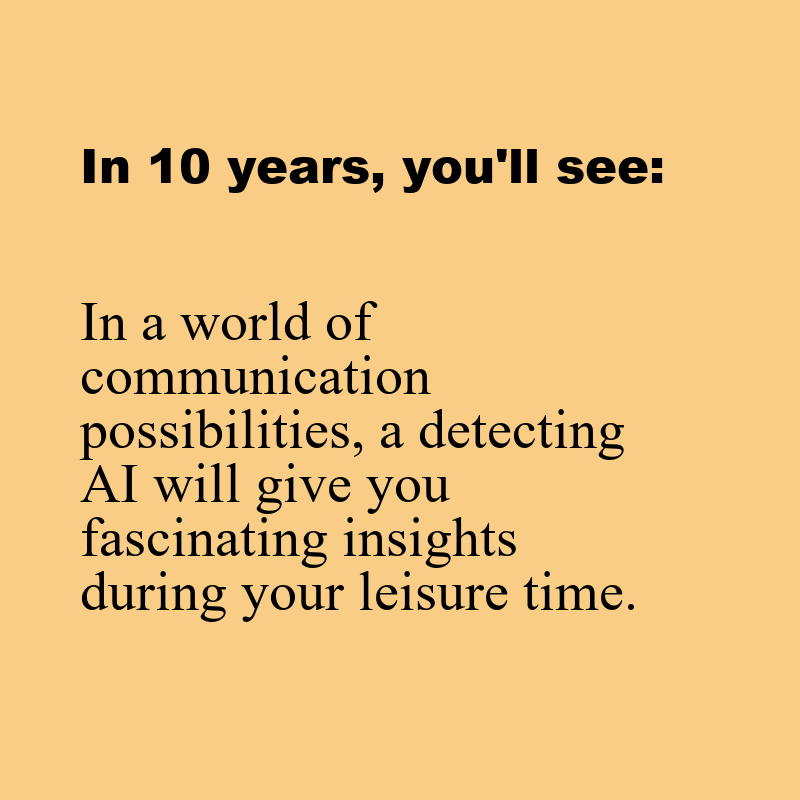 In 10 years, you'll see:
In a world of
communication
possibilities, a detecting
AI will give you
fascinating insights
during your leisure time.